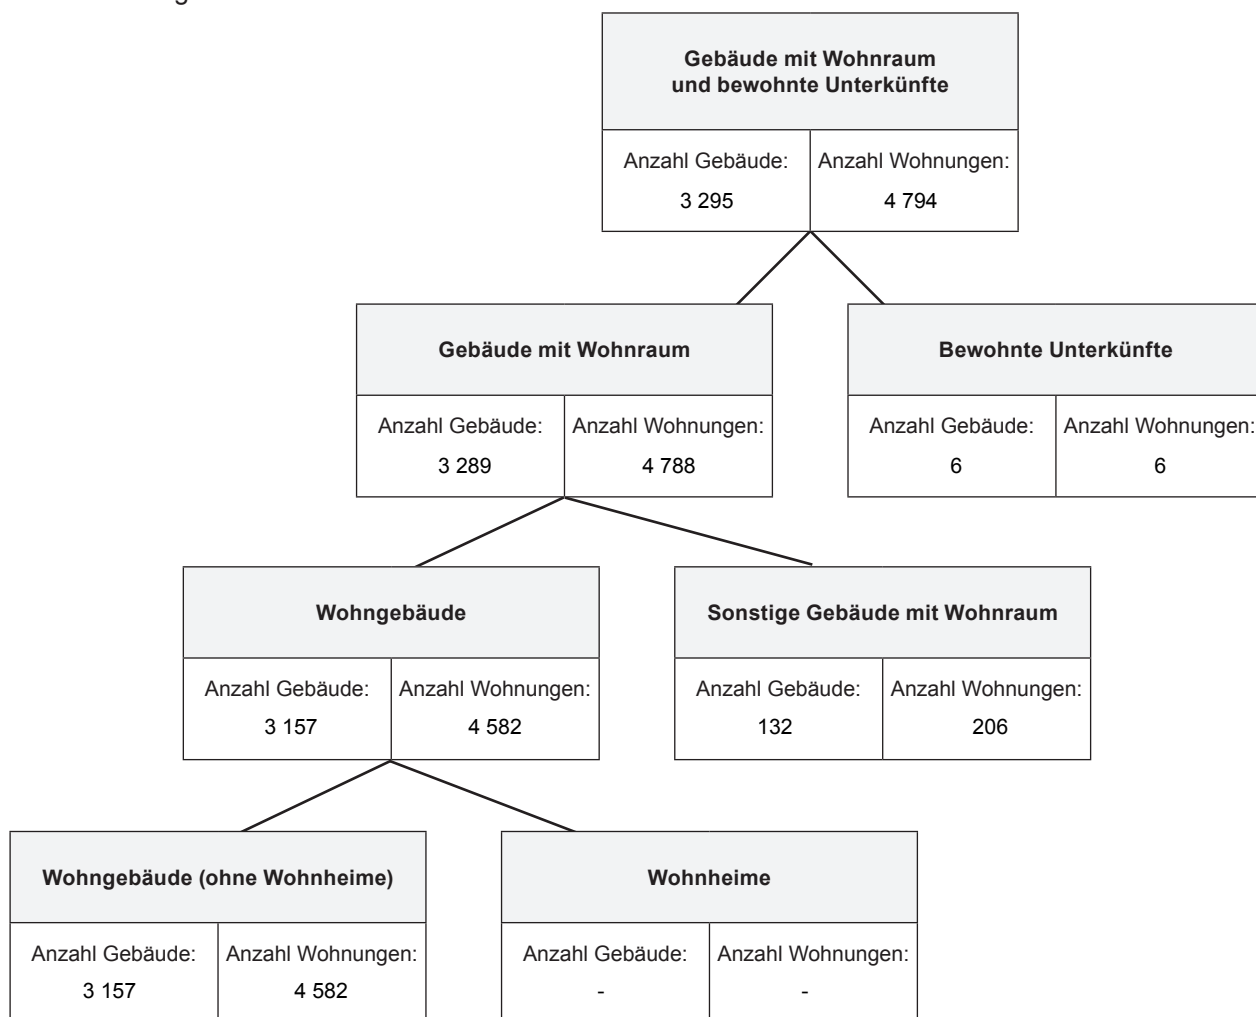 Gebäude mit Wohnraum
und bewohnte Unterkünfte
Anzahl Gebäude: Anzahl Wohnungen:
3 295 4 794
Gebäude mit Wohnraum Bewohnte Unterkünfte
Anzahl Gebäude: Anzahl Wohnungen: Anzahl Gebäude: Anzahl Wohnungen:
3 289 4 788 6 6
Wohngebäude Sonstige Gebäude mit Wohnraum
Anzahl Gebäude: Anzahl Wohnungen: Anzahl Gebäude: Anzahl Wohnungen:
3 157 4 582 132 206
Wohngebäude (ohne Wohnheime) Wohnheime
Anzahl Gebäude: Anzahl Wohnungen: Anzahl Gebäude: Anzahl Wohnungen:
3 157 4 582 - -